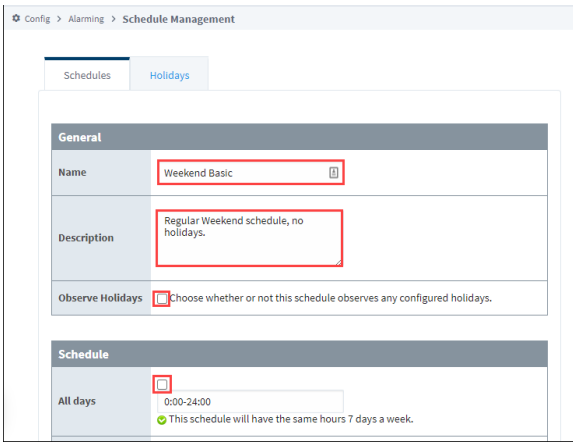 Config > Alarming > Schedule Management
Schedules Holidays
General
Name Weekend Basic
Description Regular Weekend schedule, no
holidays.
Observe Holidays Choose whether or not this schedule observes any configured holidays.
Schedule
All days 0:00-24:00
This schedule will have the same hours 7 days a week.